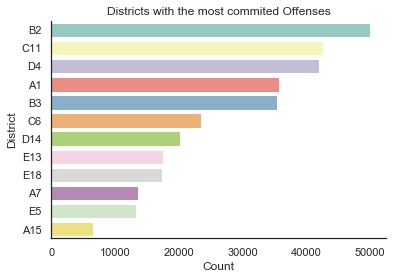 Districts with the most commited Offenses
District
B2
C11
D4
A1
B3
C6
D14
E13
E18
A7
E5
A15
0 10000 20000 30000 40000 50000
Count